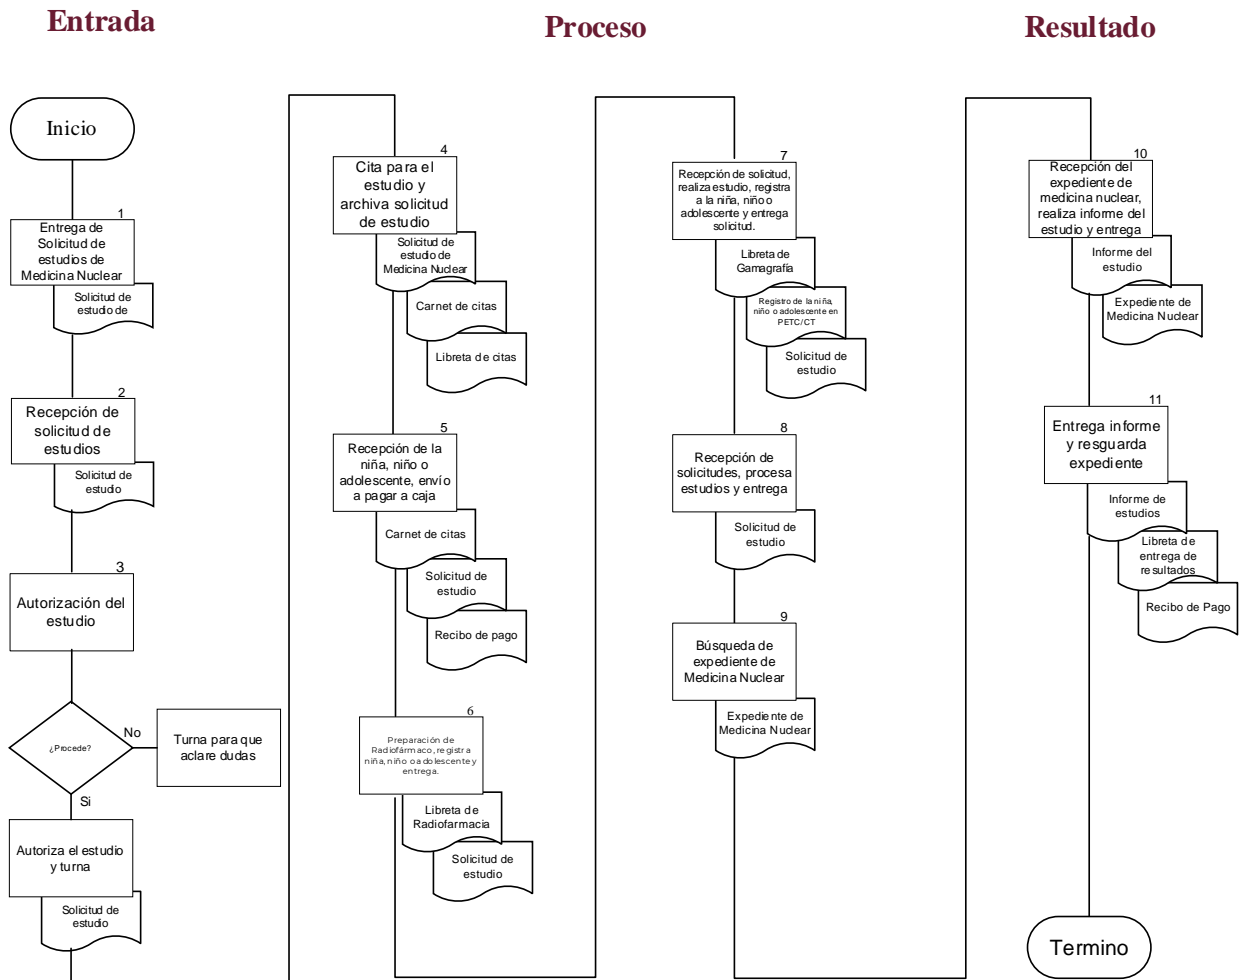 Entrada
Proceso
Resultado
Inicio
1
Entrega de
Solicitud de
estudios de
Medicina Nuclear
Solicitud de
estudio de
2
Recepción de
solicitud de
estudios
Solicitud de
estudio
3
Autorización del
estudio
¿Procede?
No
Turna para que
aclare dudas
Si
Autoriza el estudio
y turna
Solicitud de
estudio
4
Cita para el
estudio y
archiva solicitud
de estudio
Solicitud de
estudio de
Medicina Nuclear
Carnet de citas
Libreta de citas
5
Recepción de la
niña, niño o
adolescente, envío
a pagar a caja
Carnet de citas
Solicitud de
estudio
Recibo de pago
6
Preparación de
Radiofármaco, registra
niña, niño o adolescente y
entrega.
Libreta de
Radiofarmacia
Solicitud de
estudio
7
Recepción de solicitud,
realiza estudio, registra
a la niña, niño o
adolescente y entrega
solicitud.
Libreta de
Gamagrafía
Registro de la niña,
niño o adolescente en
PETC/CT
Solicitud de
estudio
8
Recepción de
solicitudes, procesa
estudios y entrega
Solicitud de
estudio
9
Búsqueda de
expediente de
Medicina Nuclear
Expediente de
Medicina Nuclear
10
Recepción del
expediente de
medicina nuclear,
realiza informe del
estudio y entrega
Informe del
estudio
Expediente de
Medicina Nuclear
11
Entrega informe
y resguarda
expediente
Informe de
estudios
Libreta de
entrega de
resultados
Recibo de Pago
Termino